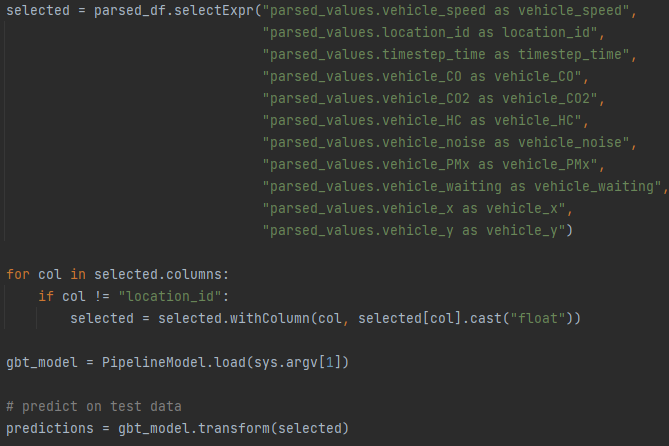 selected = parsed_df.selectExpr("parsed_values.vehicle_speed as vehicle_speed",
"parsed_values.location_id as location_id",
"parsed_values.timestep_time as timestep_time",
"parsed_values.vehicle_CO as vehicle_CO",
"parsed_values.vehicle_CO2 as vehicle_CO2",
"parsed_values.vehicle_HC as vehicle_HC",
"parsed_values.vehicle_noise as vehicle_noise",
"parsed_values.vehicle_PMx as vehicle_PMx",
"parsed_values.vehicle_waiting as vehicle_waiting",
"parsed_values.vehicle_x as vehicle_x",
"parsed_values.vehicle_y as vehicle_y")
for col in selected.columns:
if col != "location_id":
selected = selected.withColumn(col, selected[col].cast("float"))
gbt_model = PipelineModel.load(sys.argv[1])
# predict on test data
predictions = gbt_model.transform(selected)